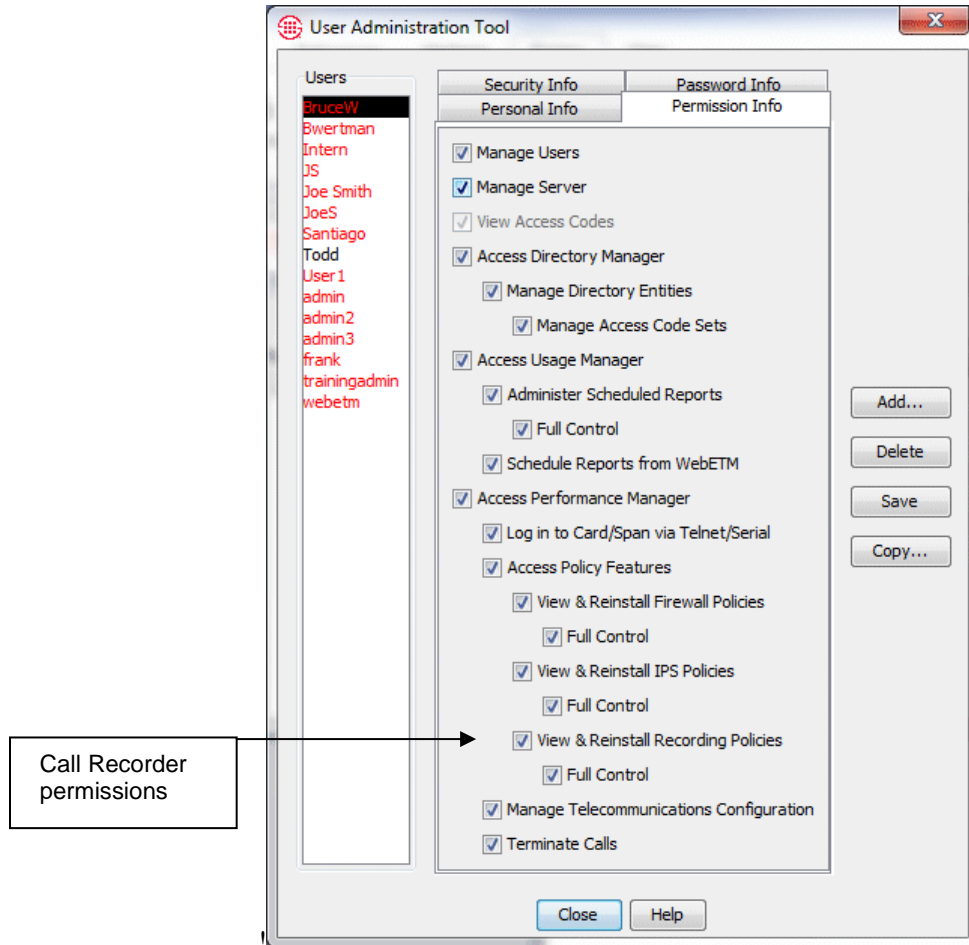 User Administration Tool
Users
BruceW
Bwertman
Intern
JS
Joe Smith
JoeS
Santiago
Todd
User1
admin
admin2
admin3
frank
trainingadmin
webetm
Security Info
Password Info
Personal Info
Permission Info
Manage Users
Manage Server
View Access Codes
Access Directory Manager
Manage Directory Entities
Manage Access Code Sets
Access Usage Manager
Administer Scheduled Reports
Full Control
Schedule Reports from WebETM
Access Performance Manager
Log in to Card/Span via Telnet/Serial
Access Policy Features
View & Reinstall Firewall Policies
Full Control
View & Reinstall IPS Policies
Full Control
View & Reinstall Recording Policies
Full Control
Manage Telecommunications Configuration
Terminate Calls
Add...
Delete
Save
Copy...
Call Recorder
permissions
Close
Help